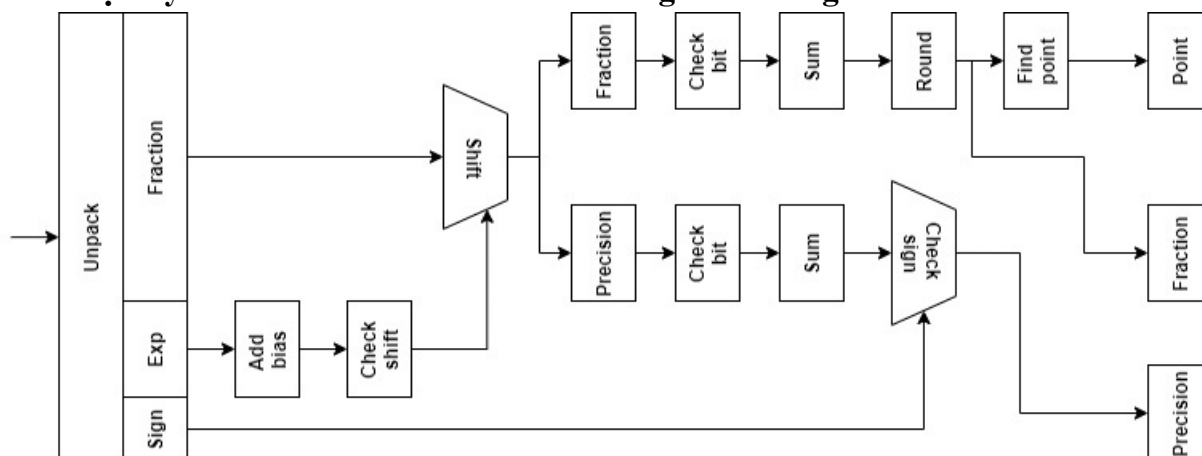 Unpack
Fraction
Exp
Sign
Add
bias
Check
shift
Shift
Fraction
Check
bit
Sum
Round
Find
point
Point
Precision
Check
bit
Sum
Check
sign
Fraction
Precision